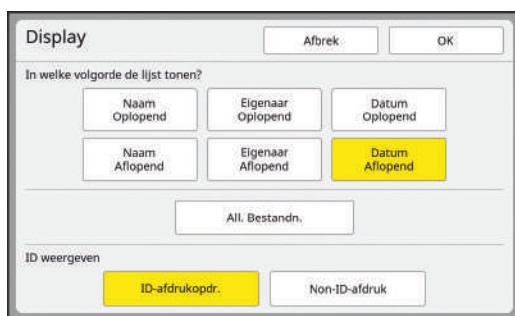 Display
Afbrek
OK
In welke volgorde de lijst tonen?
Naam
Oplopend
Eigenaar
Oplopend
Datum
Oplopend
Naam
Aflopend
Eigenaar
Aflopend
Datum
Aflopend
All. Bestandn.
ID weergeven
ID-afdrukopdr.
Non-ID-afdruk